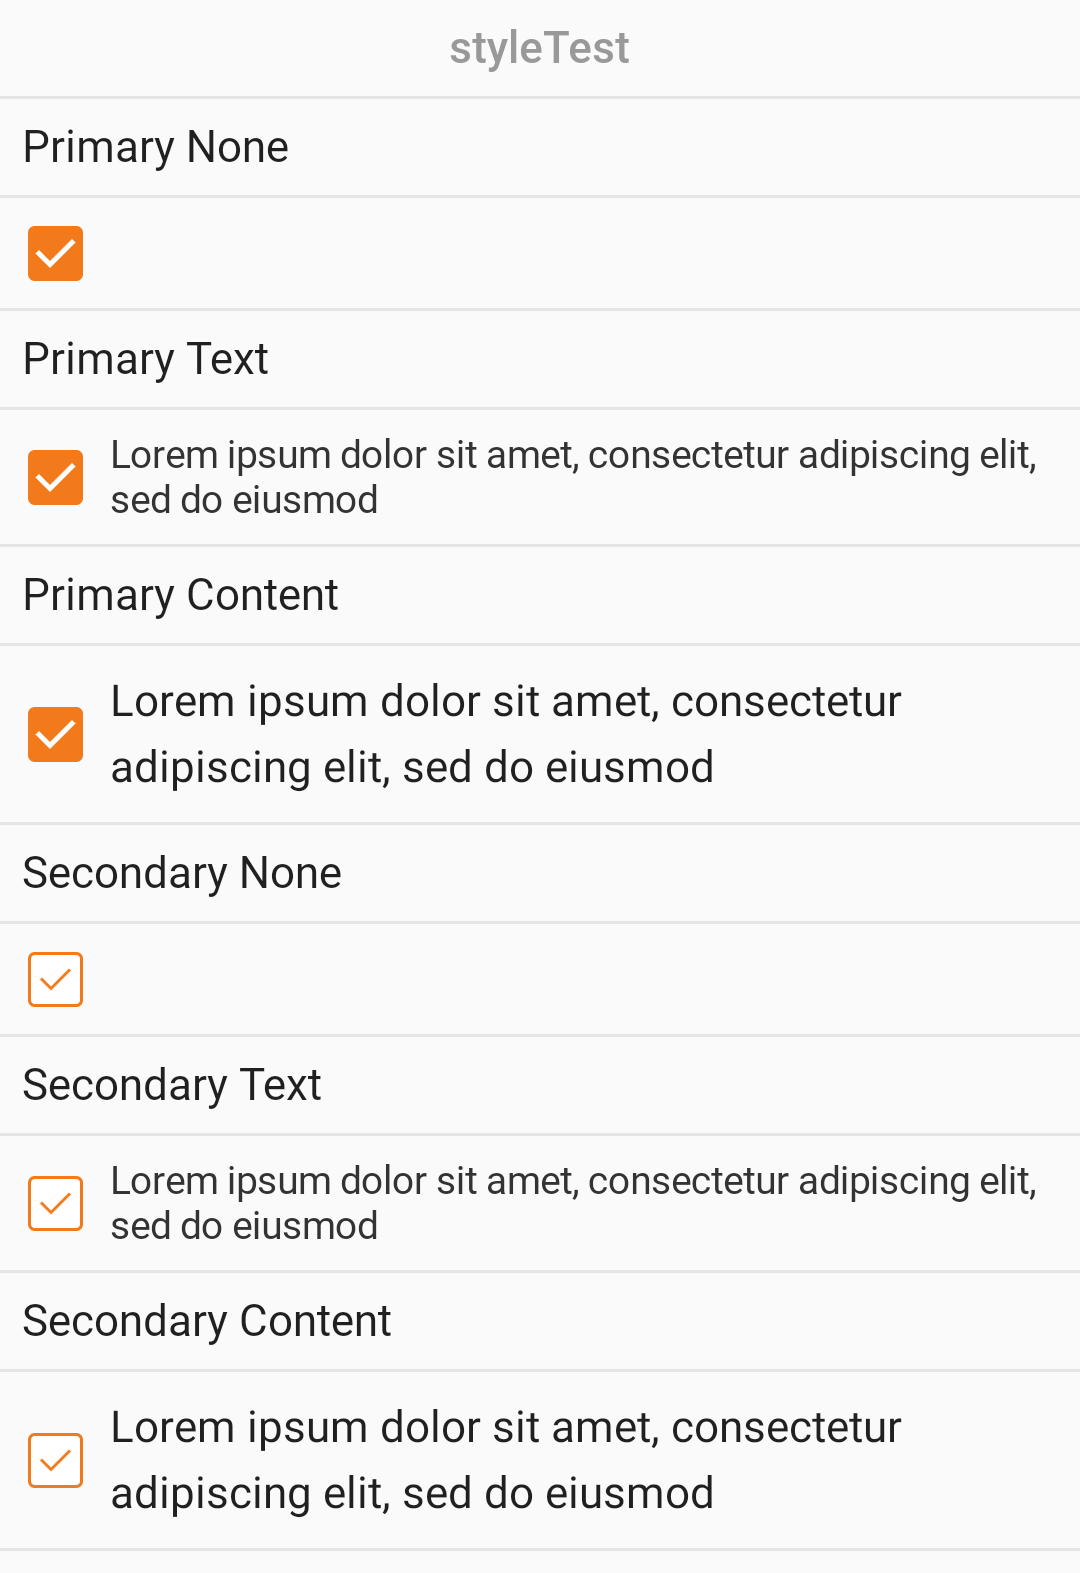 styleTest
Primary None
Primary Text
Lorem ipsum dolor sit amet, consectetur adipiscing elit,
sed do eiusmod
Primary Content
Lorem ipsum dolor sit amet, consectetur
adipiscing elit, sed do eiusmod
Secondary None
Secondary Text
Lorem ipsum dolor sit amet, consectetur adipiscing elit,
sed do eiusmod
Secondary Content
Lorem ipsum dolor sit amet, consectetur
adipiscing elit, sed do eiusmod